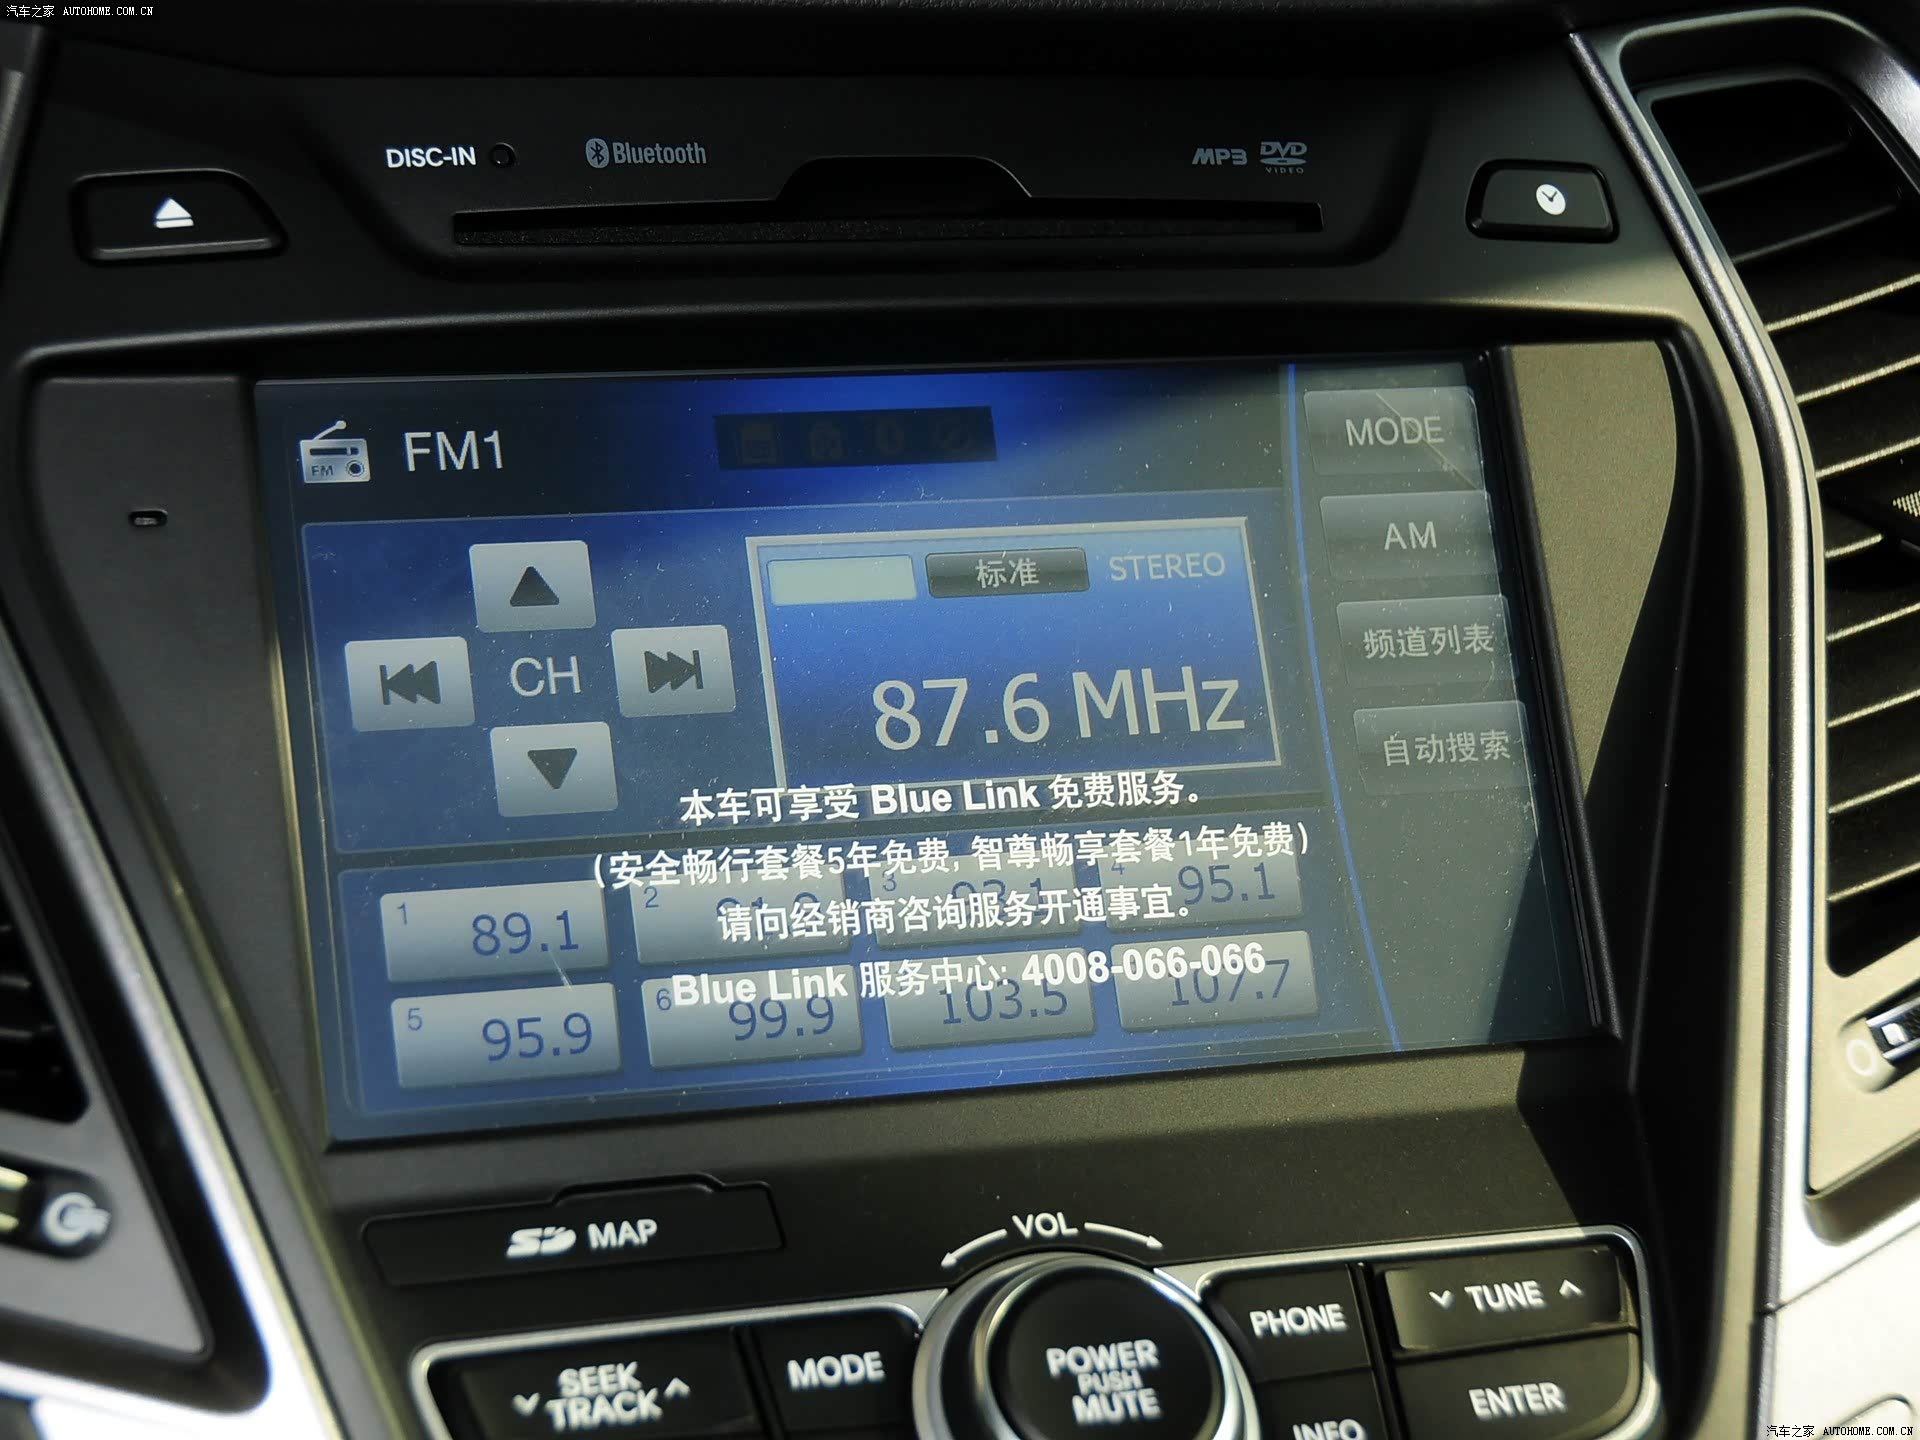 汽车之家 AUTOHOME.COM.CN
DISC-IN Bluetooth MP3 DVD VIDEO
FM FM1 MODE
标准 STEREO AM
CH 频道列表
87.6 MHz 自动搜索
本车可享受 Blue Link 免费服务。
(安全畅行套餐5年免费, 智尊畅享套餐1年免费)
1 89.1 2 3 93.1 4 95.1
请向经销商咨询服务开通事宜。
Blue Link 服务中心: 4008-066-066
5 95.9 6 99.9 103.5 107.7
SD MAP VOL
PHONE TUNE
SEEK TRACK MODE POWER PUSH MUTE ENTER
INFO
汽车之家 AUTOHOME.COM.CN